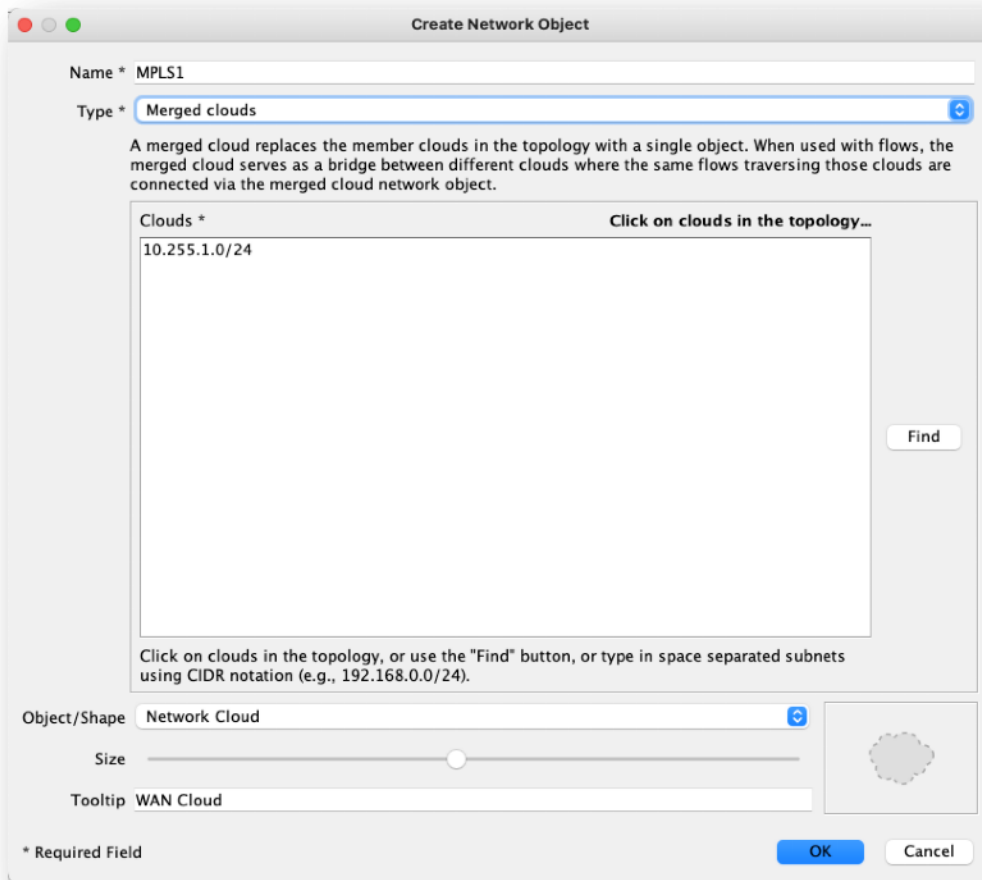 Create Network Object
Name * MPLS1
Type * Merged clouds
A merged cloud replaces the member clouds in the topology with a single object. When used with flows, the
merged cloud serves as a bridge between different clouds where the same flows traversing those clouds are
connected via the merged cloud network object.
Clouds * Click on clouds in the topology...
10.255.1.0/24
Find
Click on clouds in the topology, or use the "Find" button, or type in space separated subnets
using CIDR notation (e.g., 192.168.0.0/24).
Object/Shape Network Cloud
Size
Tooltip WAN Cloud
* Required Field OK Cancel